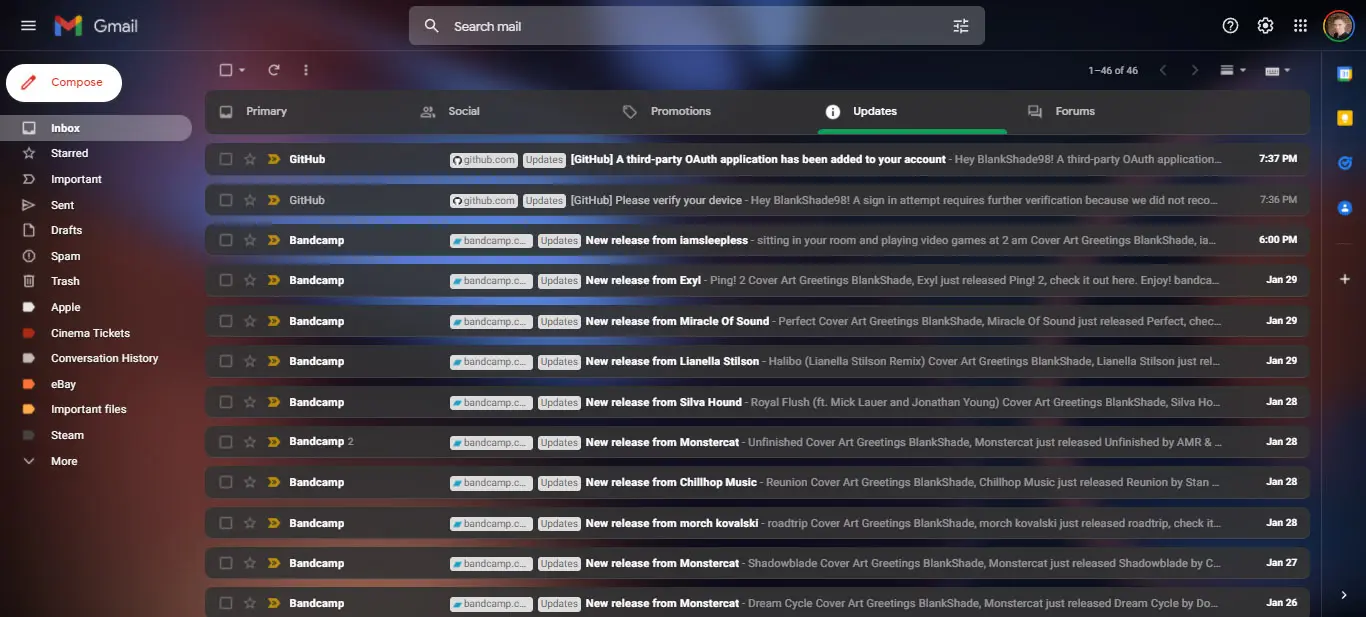 Gmail
Search mail
Compose
1–46 of 46
Primary
Social
Promotions
Updates
Forums
Inbox
Starred
Important
Sent
Drafts
Spam
Trash
Apple
Cinema Tickets
Conversation History
eBay
Important files
Steam
More
GitHub github.com Updates [GitHub] A third-party OAuth application has been added to your account - Hey BlankShade98! A third-party OAuth application… 7:37 PM
GitHub github.com Updates [GitHub] Please verify your device - Hey BlankShade98! A sign in attempt requires further verification because we did not reco… 7:36 PM
Bandcamp bandcamp.c… Updates New release from iamsleepless - sitting in your room and playing video games at 2 am Cover Art Greetings BlankShade, ia… 6:00 PM
Bandcamp bandcamp.c… Updates New release from Exyl - Ping! 2 Cover Art Greetings BlankShade, Exyl just released Ping! 2, check it out here. Enjoy! bandca… Jan 29
Bandcamp bandcamp.c… Updates New release from Miracle Of Sound - Perfect Cover Art Greetings BlankShade, Miracle Of Sound just released Perfect, chec… Jan 29
Bandcamp bandcamp.c… Updates New release from Lianella Stilson - Halibo (Lianella Stilson Remix) Cover Art Greetings BlankShade, Lianella Stilson just rel… Jan 29
Bandcamp bandcamp.c… Updates New release from Silva Hound - Royal Flush (ft. Mick Lauer and Jonathan Young) Cover Art Greetings BlankShade, Silva Ho… Jan 28
Bandcamp 2 bandcamp.c… Updates New release from Monstercat - Unfinished Cover Art Greetings BlankShade, Monstercat just released Unfinished by AMR & … Jan 28
Bandcamp bandcamp.c… Updates New release from Chillhop Music - Reunion Cover Art Greetings BlankShade, Chillhop Music just released Reunion by Stan … Jan 28
Bandcamp bandcamp.c… Updates New release from morch kovalski - roadtrip Cover Art Greetings BlankShade, morch kovalski just released roadtrip, check it… Jan 28
Bandcamp bandcamp.c… Updates New release from Monstercat - Shadowblade Cover Art Greetings BlankShade, Monstercat just released Shadowblade by C… Jan 27
Bandcamp bandcamp.c… Updates New release from Monstercat - Dream Cycle Cover Art Greetings BlankShade, Monstercat just released Dream Cycle by Do… Jan 26